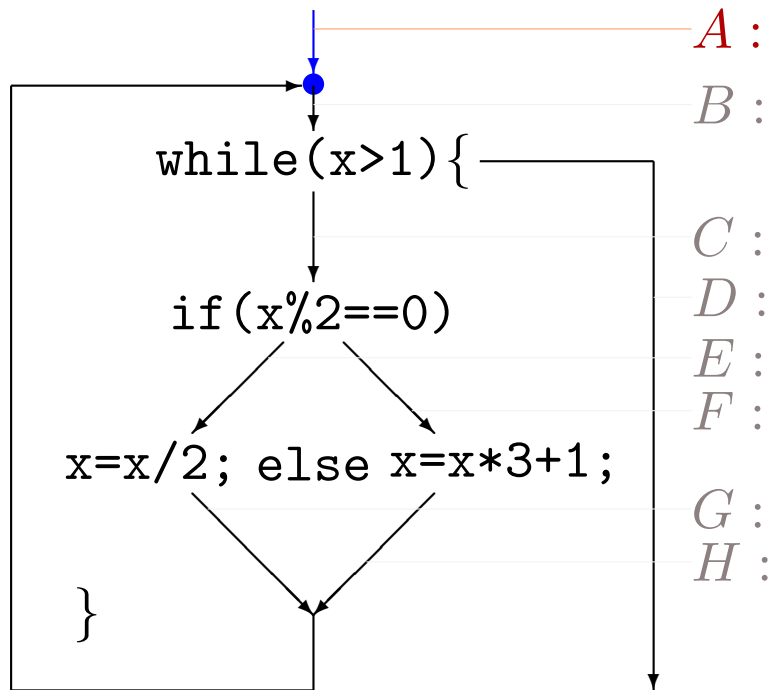 A :
B :
while(x>1){
C :
if(x%2==0)
D :
E :
F :
x=x/2; else x=x*3+1;
G :
H :
}